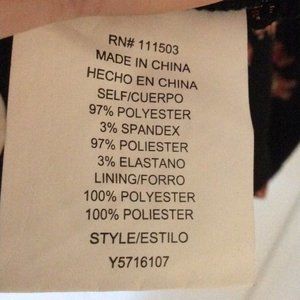 RN# 111503
MADE IN CHINA
HECHO EN CHINA
SELF/CUERPO
97% POLYESTER
3% SPANDEX
97% POLIESTER
3% ELASTANO
LINING/FORRO
100% POLYESTER
100% POLIESTER
STYLE/ESTILO
Y5716107